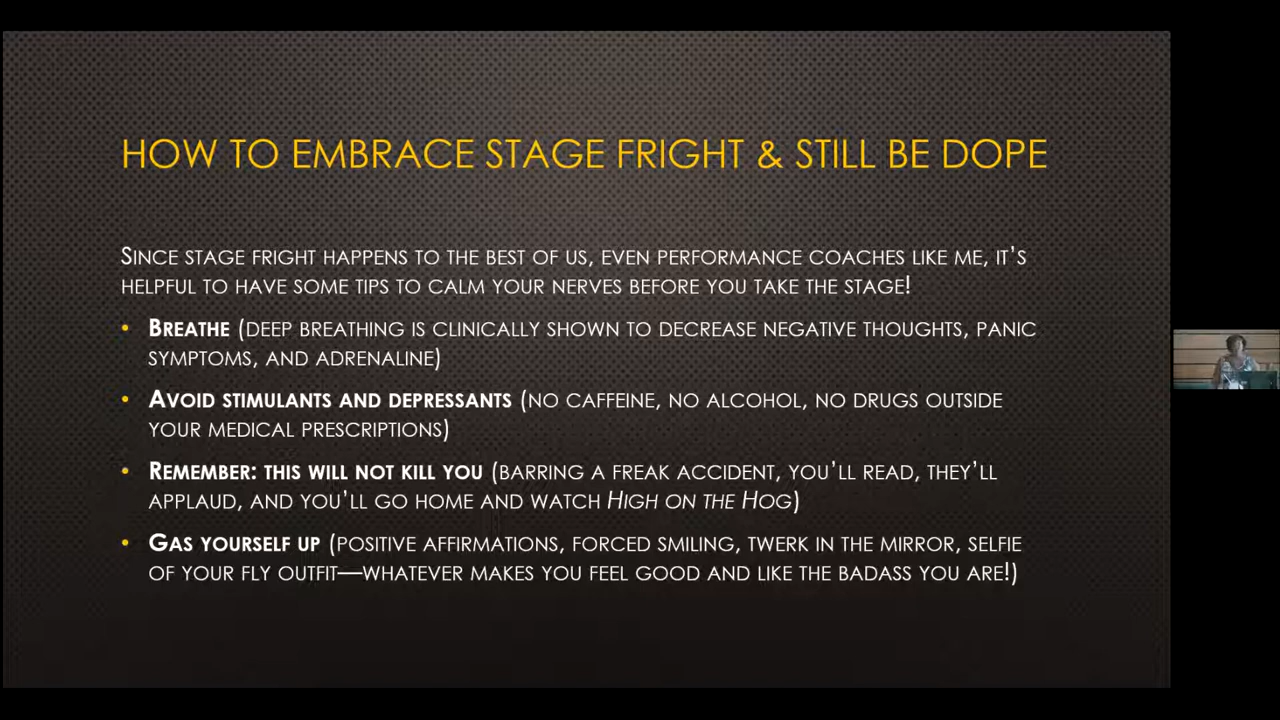 HOW TO EMBRACE STAGE FRIGHT & STILL BE DOPE
SINCE STAGE FRIGHT HAPPENS TO THE BEST OF US, EVEN PERFORMANCE COACHES LIKE ME, IT'S
HELPFUL TO HAVE SOME TIPS TO CALM YOUR NERVES BEFORE YOU TAKE THE STAGE!
• BREATHE (DEEP BREATHING IS CLINICALLY SHOWN TO DECREASE NEGATIVE THOUGHTS, PANIC
SYMPTOMS, AND ADRENALINE)
• AVOID STIMULANTS AND DEPRESSANTS (NO CAFFEINE, NO ALCOHOL, NO DRUGS OUTSIDE
YOUR MEDICAL PRESCRIPTIONS)
• REMEMBER: THIS WILL NOT KILL YOU (BARRING A FREAK ACCIDENT, YOU'LL READ, THEY'LL
APPLAUD, AND YOU'LL GO HOME AND WATCH HIGH ON THE HOG)
• GAS YOURSELF UP (POSITIVE AFFIRMATIONS, FORCED SMILING, TWERK IN THE MIRROR, SELFIE
OF YOUR FLY OUTFIT—WHATEVER MAKES YOU FEEL GOOD AND LIKE THE BADASS YOU ARE!)